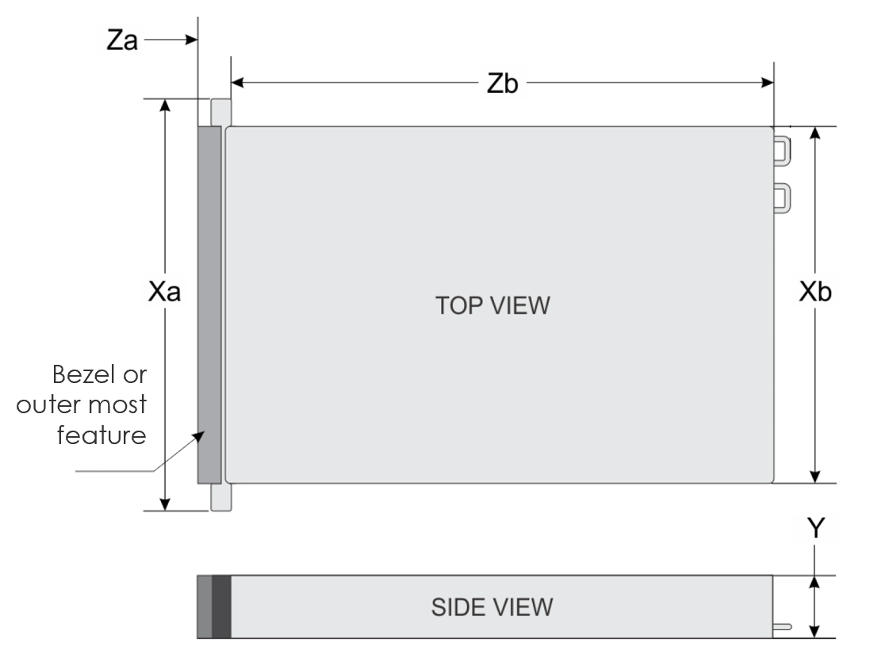 Za
Zb
Xa
Xb
TOP VIEW
Bezel or
outer most
feature
Y
SIDE VIEW